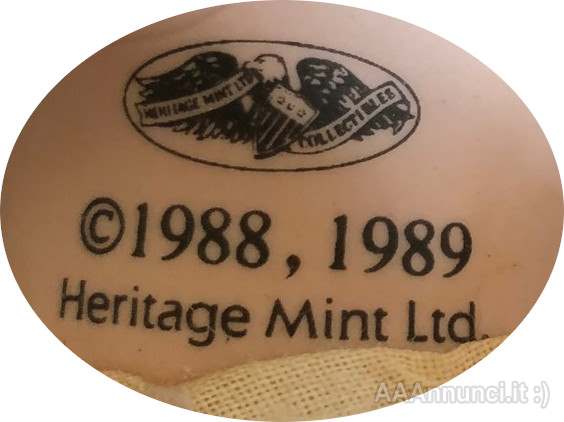 HERITAGE MINT LTD
COLLECTIBLES
©1988, 1989
Heritage Mint Ltd.
AAAnnunci.it :)